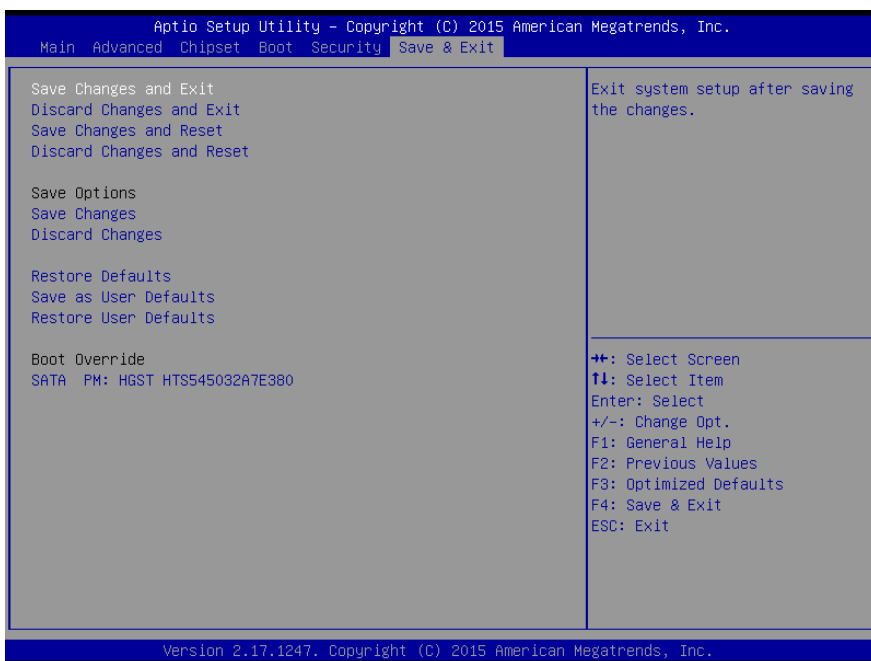 Aptio Setup Utility – Copyright (C) 2015 American Megatrends, Inc.
Main Advanced Chipset Boot Security Save & Exit
Save Changes and Exit
Discard Changes and Exit
Save Changes and Reset
Discard Changes and Reset
Save Options
Save Changes
Discard Changes
Restore Defaults
Save as User Defaults
Restore User Defaults
Boot Override
SATA PM: HGST HTS545032A7E380
Exit system setup after saving
the changes.
→←: Select Screen
↑↓: Select Item
Enter: Select
+/-: Change Opt.
F1: General Help
F2: Previous Values
F3: Optimized Defaults
F4: Save & Exit
ESC: Exit
Version 2.17.1247. Copyright (C) 2015 American Megatrends, Inc.